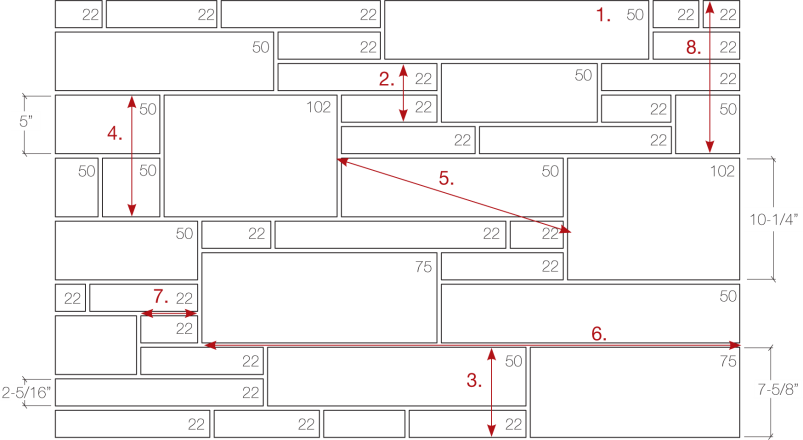 22 22 22 1. 50 22 22
50 22 8. 22
2. 22 50 22
5" 4. 50 102 22 22 50
22 22
50 50 5. 50 102
10-1/4"
50 22 22 22
75 22
22 7. 22 50
22 6.
22 3. 50 75
2-5/16" 22 7-5/8"
22 22 22